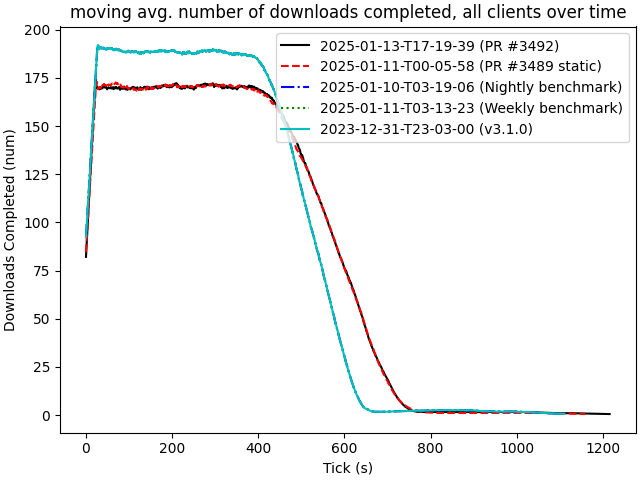 moving avg. number of downloads completed, all clients over time
2025-01-13-T17-19-39 (PR #3492)
2025-01-11-T00-05-58 (PR #3489 static)
2025-01-10-T03-19-06 (Nightly benchmark)
2025-01-11-T03-13-23 (Weekly benchmark)
2023-12-31-T23-03-00 (v3.1.0)
Downloads Completed (num)
200
175
150
125
100
75
50
25
0
0 200 400 600 800 1000 1200
Tick (s)